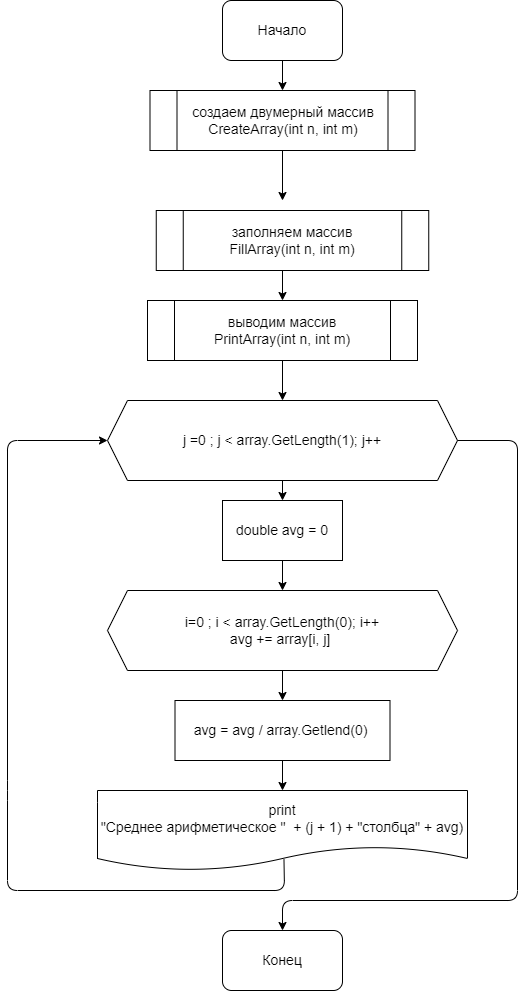 Начало
создаем двумерный массив
CreateArray(int n, int m)
заполняем массив
FillArray(int n, int m)
выводим массив
PrintArray(int n, int m)
j =0 ; j < array.GetLength(1); j++
double avg = 0
i=0 ; i < array.GetLength(0); i++
avg += array[i, j]
avg = avg / array.Getlend(0)
print
"Среднее арифметическое "  + (j + 1) + "столбца" + avg)
Конец